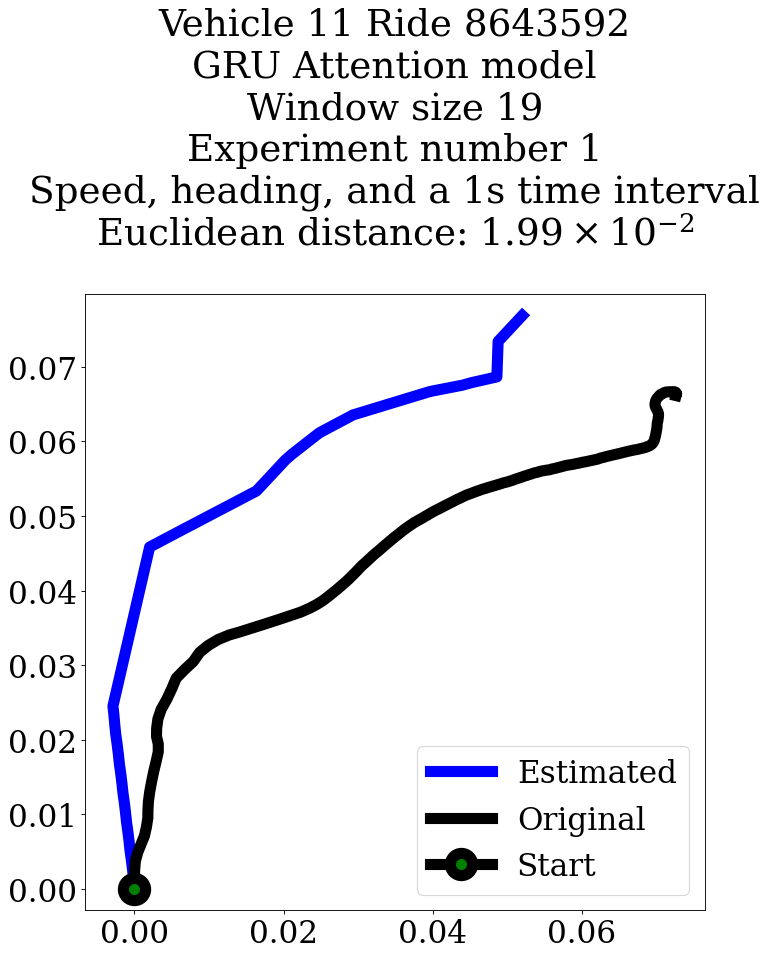 Vehicle 11 Ride 8643592
GRU Attention model
Window size 19
Experiment number 1
Speed, heading, and a 1s time interval
Euclidean distance: 1.99 × 10⁻²
0.07
0.06
0.05
0.04
0.03
0.02
0.01
0.00
Estimated
Original
Start
0.00 0.02 0.04 0.06